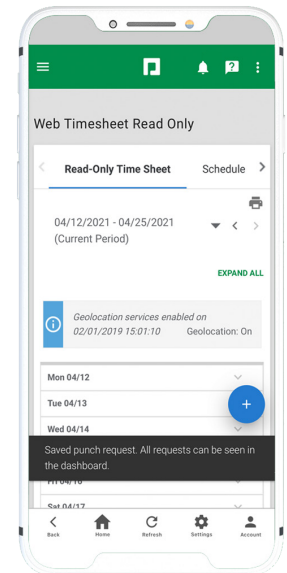 Web Timesheet Read Only
Read-Only Time Sheet
Schedule
04/12/2021 - 04/25/2021
(Current Period)
EXPAND ALL
Geolocation services enabled on
02/01/2019 15:01:10 Geolocation: On
Mon 04/12
Tue 04/13
Wed 04/14
Saved punch request. All requests can be seen in
the dashboard.
Fri 04/16
Sat 04/17
Back Home Refresh Settings Account